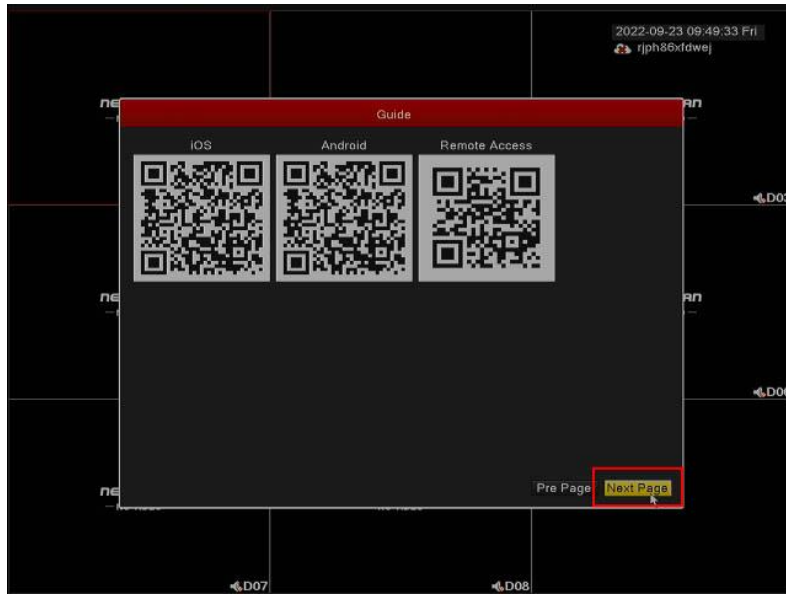 2022-09-23 09:49:33 Fri
rjph86xfdwej
Guide
iOS
Android
Remote Access
D03
Pre Page
Next Page
D07
D08